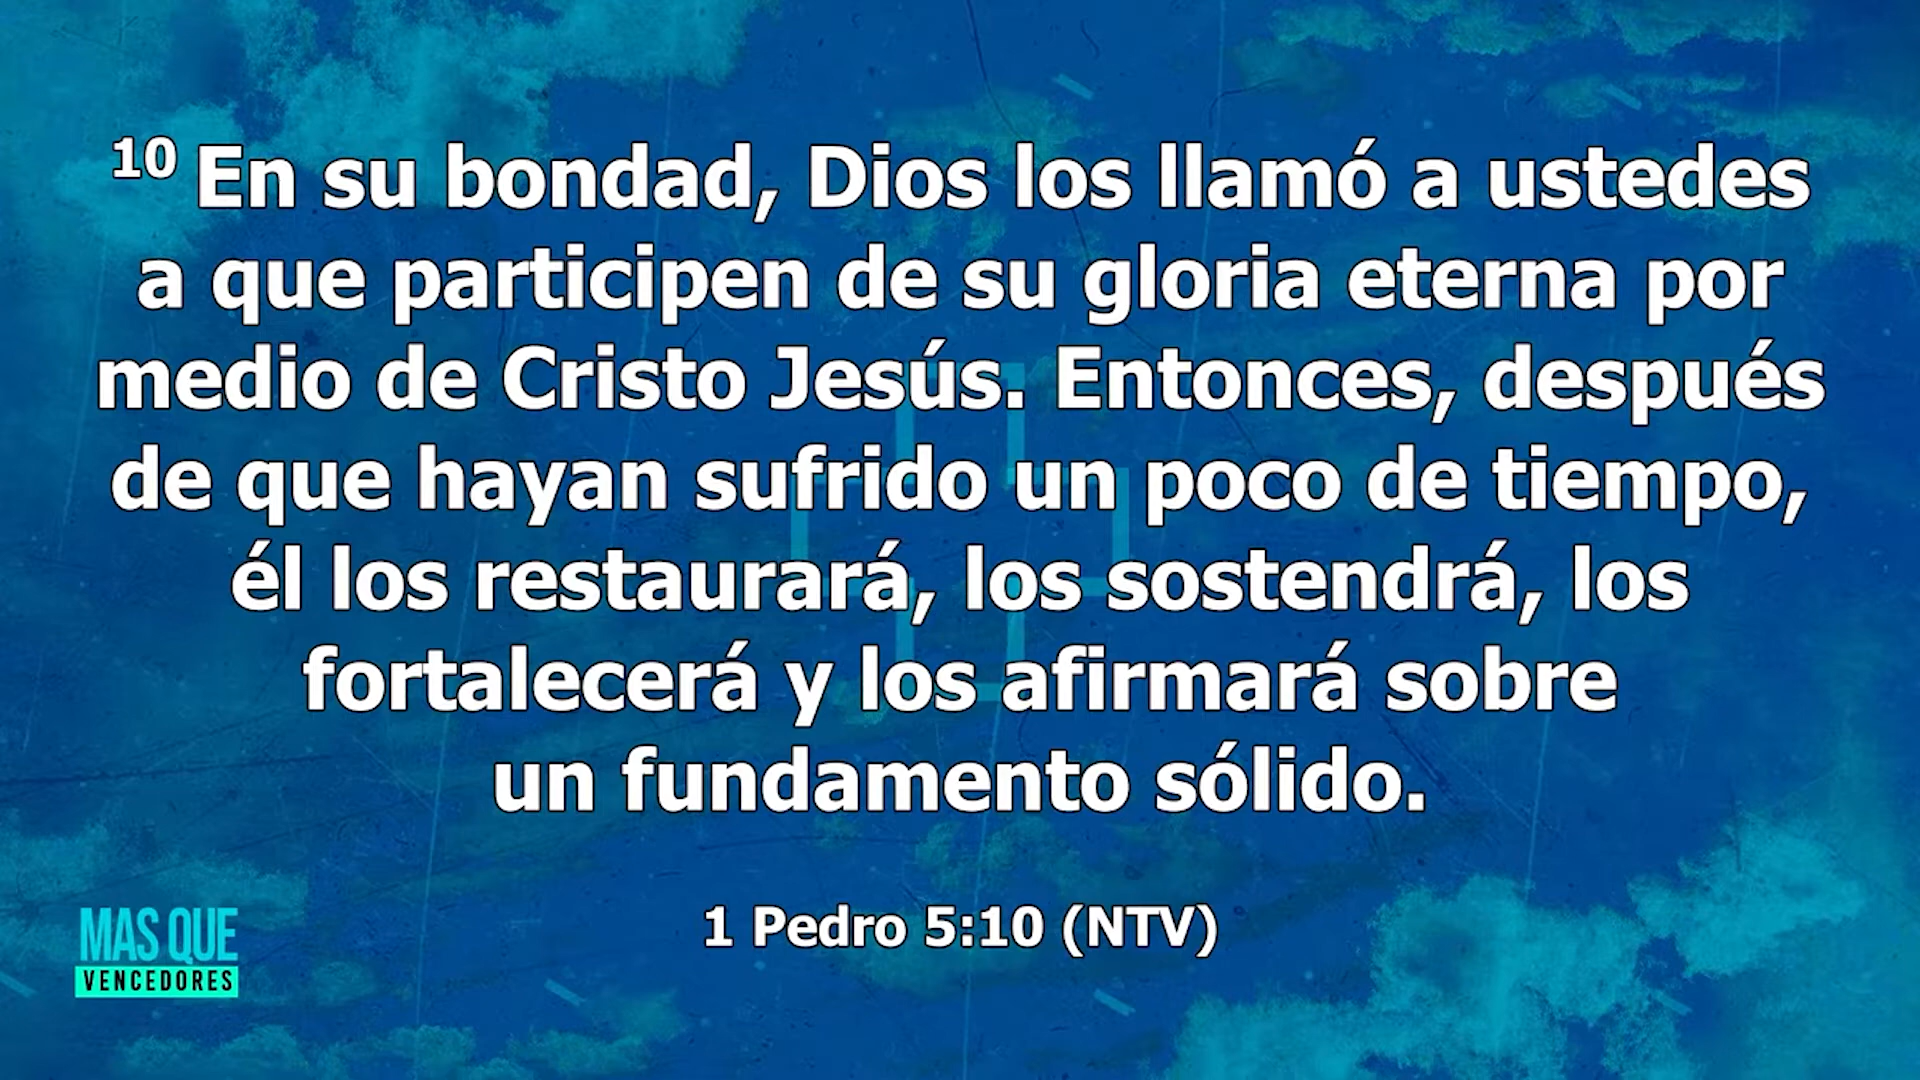 10 En su bondad, Dios los llamó a ustedes
a que participen de su gloria eterna por
medio de Cristo Jesús. Entonces, después
de que hayan sufrido un poco de tiempo,
él los restaurará, los sostendrá, los
fortalecerá y los afirmará sobre
un fundamento sólido.
1 Pedro 5:10 (NTV)
MAS QUE
VENCEDORES